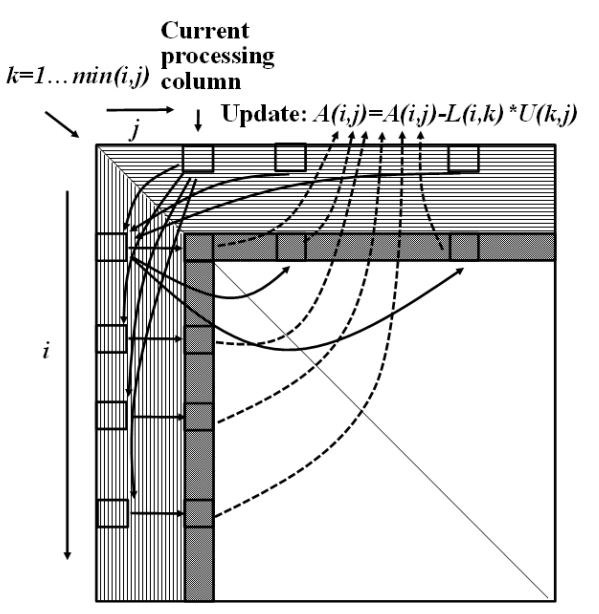 Current
processing
column
k=1…min(i,j)
j
Update: A(i,j)=A(i,j)-L(i,k)*U(k,j)
i